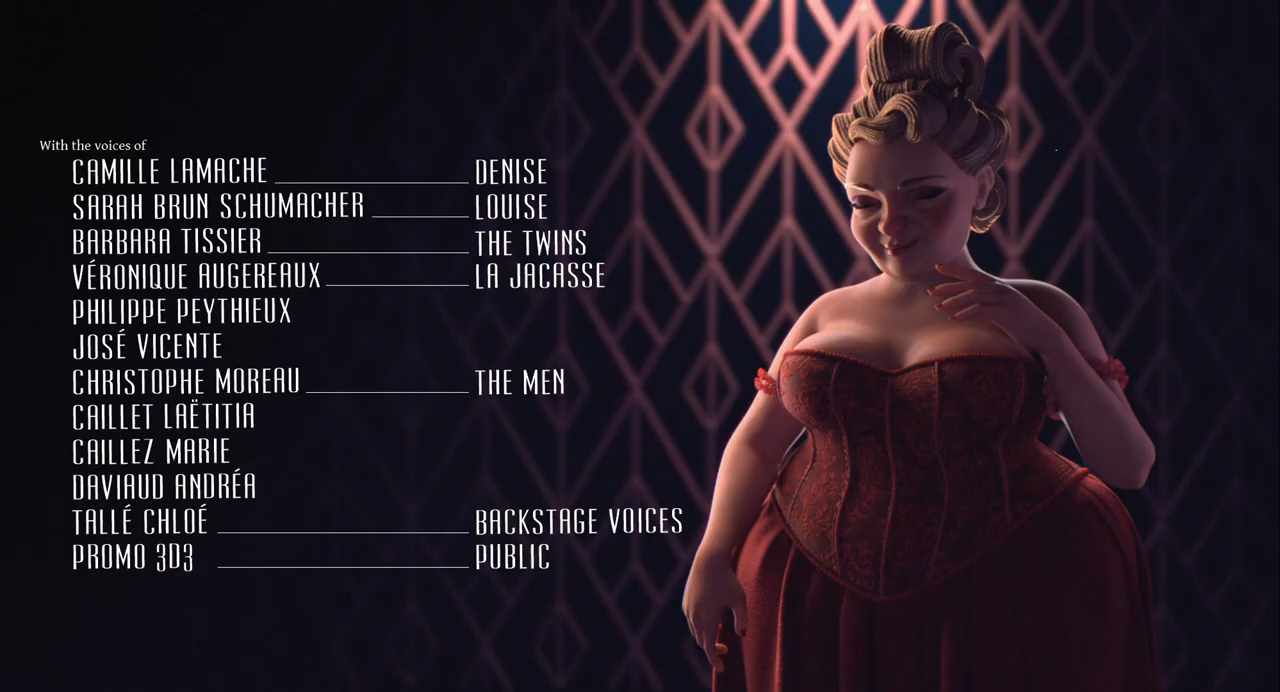 With the voices of
CAMILLE LAMACHE DENISE
SARAH BRUN SCHUMACHER LOUISE
BARBARA TISSIER THE TWINS
VÉRONIQUE AUGEREAUX LA JACASSE
PHILIPPE PEYTHIEUX
JOSÉ VICENTE
CHRISTOPHE MOREAU THE MEN
CAILLET LAËTITIA
CAILLEZ MARIE
DAVIAUD ANDRÉA
TALLÉ CHLOÉ BACKSTAGE VOICES
PROMO 3D3 PUBLIC